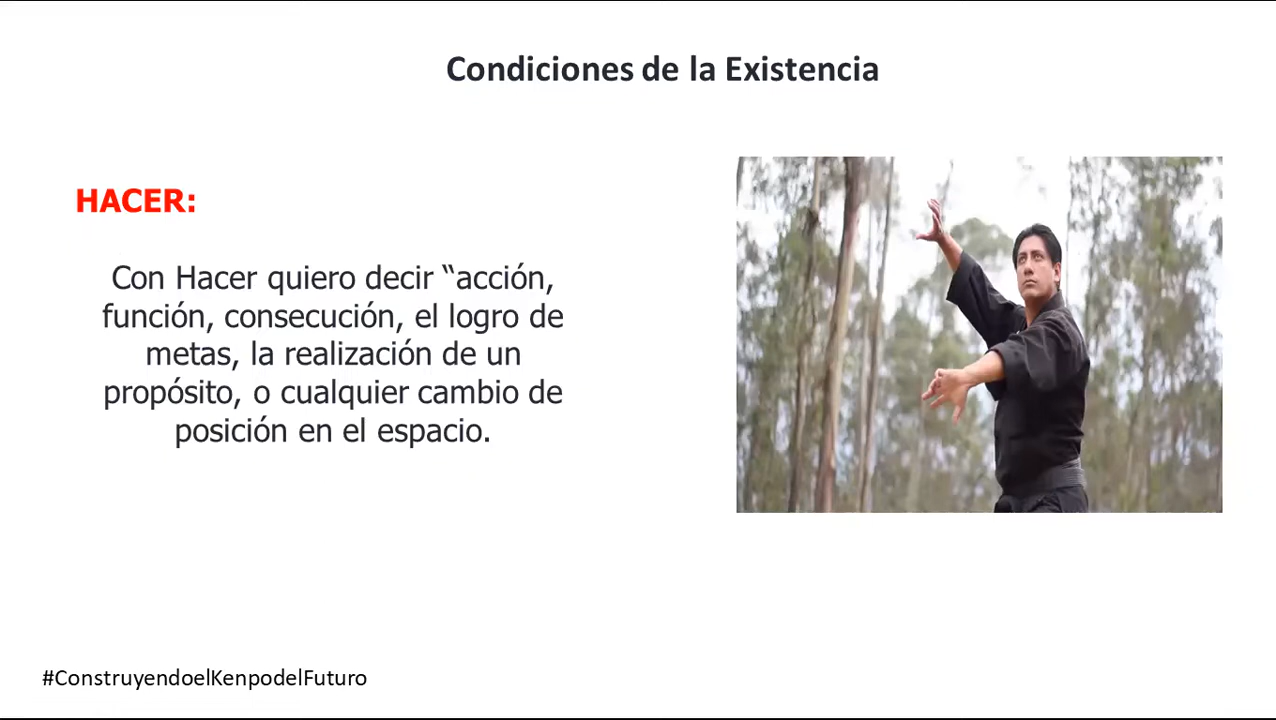 Condiciones de la Existencia
HACER:
Con Hacer quiero decir “acción,
función, consecución, el logro de
metas, la realización de un
propósito, o cualquier cambio de
posición en el espacio.
#ConstruyendoelKenpodelFuturo